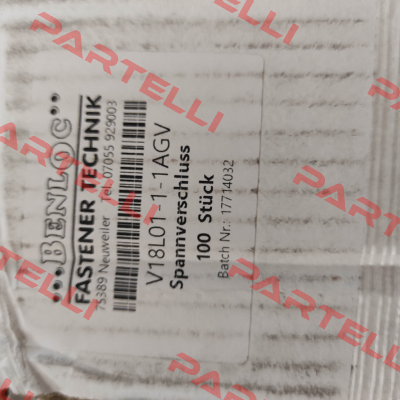 PARTELLI
PARTELLI
PARTELLI
PARTELLI
PARTELLI
•••BENLOC•••
FASTENER TECHNIK
75389 Neuweiler Tel. 07055 929003
V18L01-1-1AGV
Spannverschluss
100 Stück
Batch Nr.: 17714032